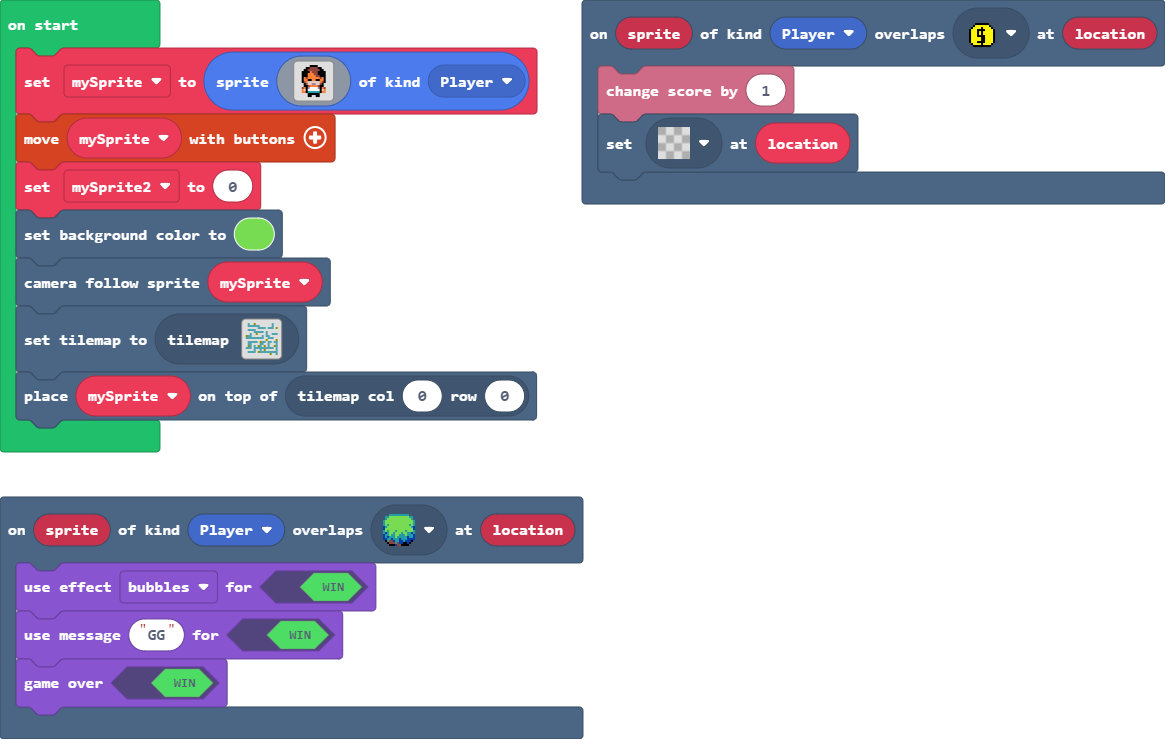 on start
set mySprite to sprite of kind Player
move mySprite with buttons
set mySprite2 to 0
set background color to
camera follow sprite mySprite
set tilemap to tilemap
place mySprite on top of tilemap col 0 row 0
on sprite of kind Player overlaps $ at location
change score by 1
set at location
on sprite of kind Player overlaps at location
use effect bubbles for WIN
use message "GG" for WIN
game over WIN